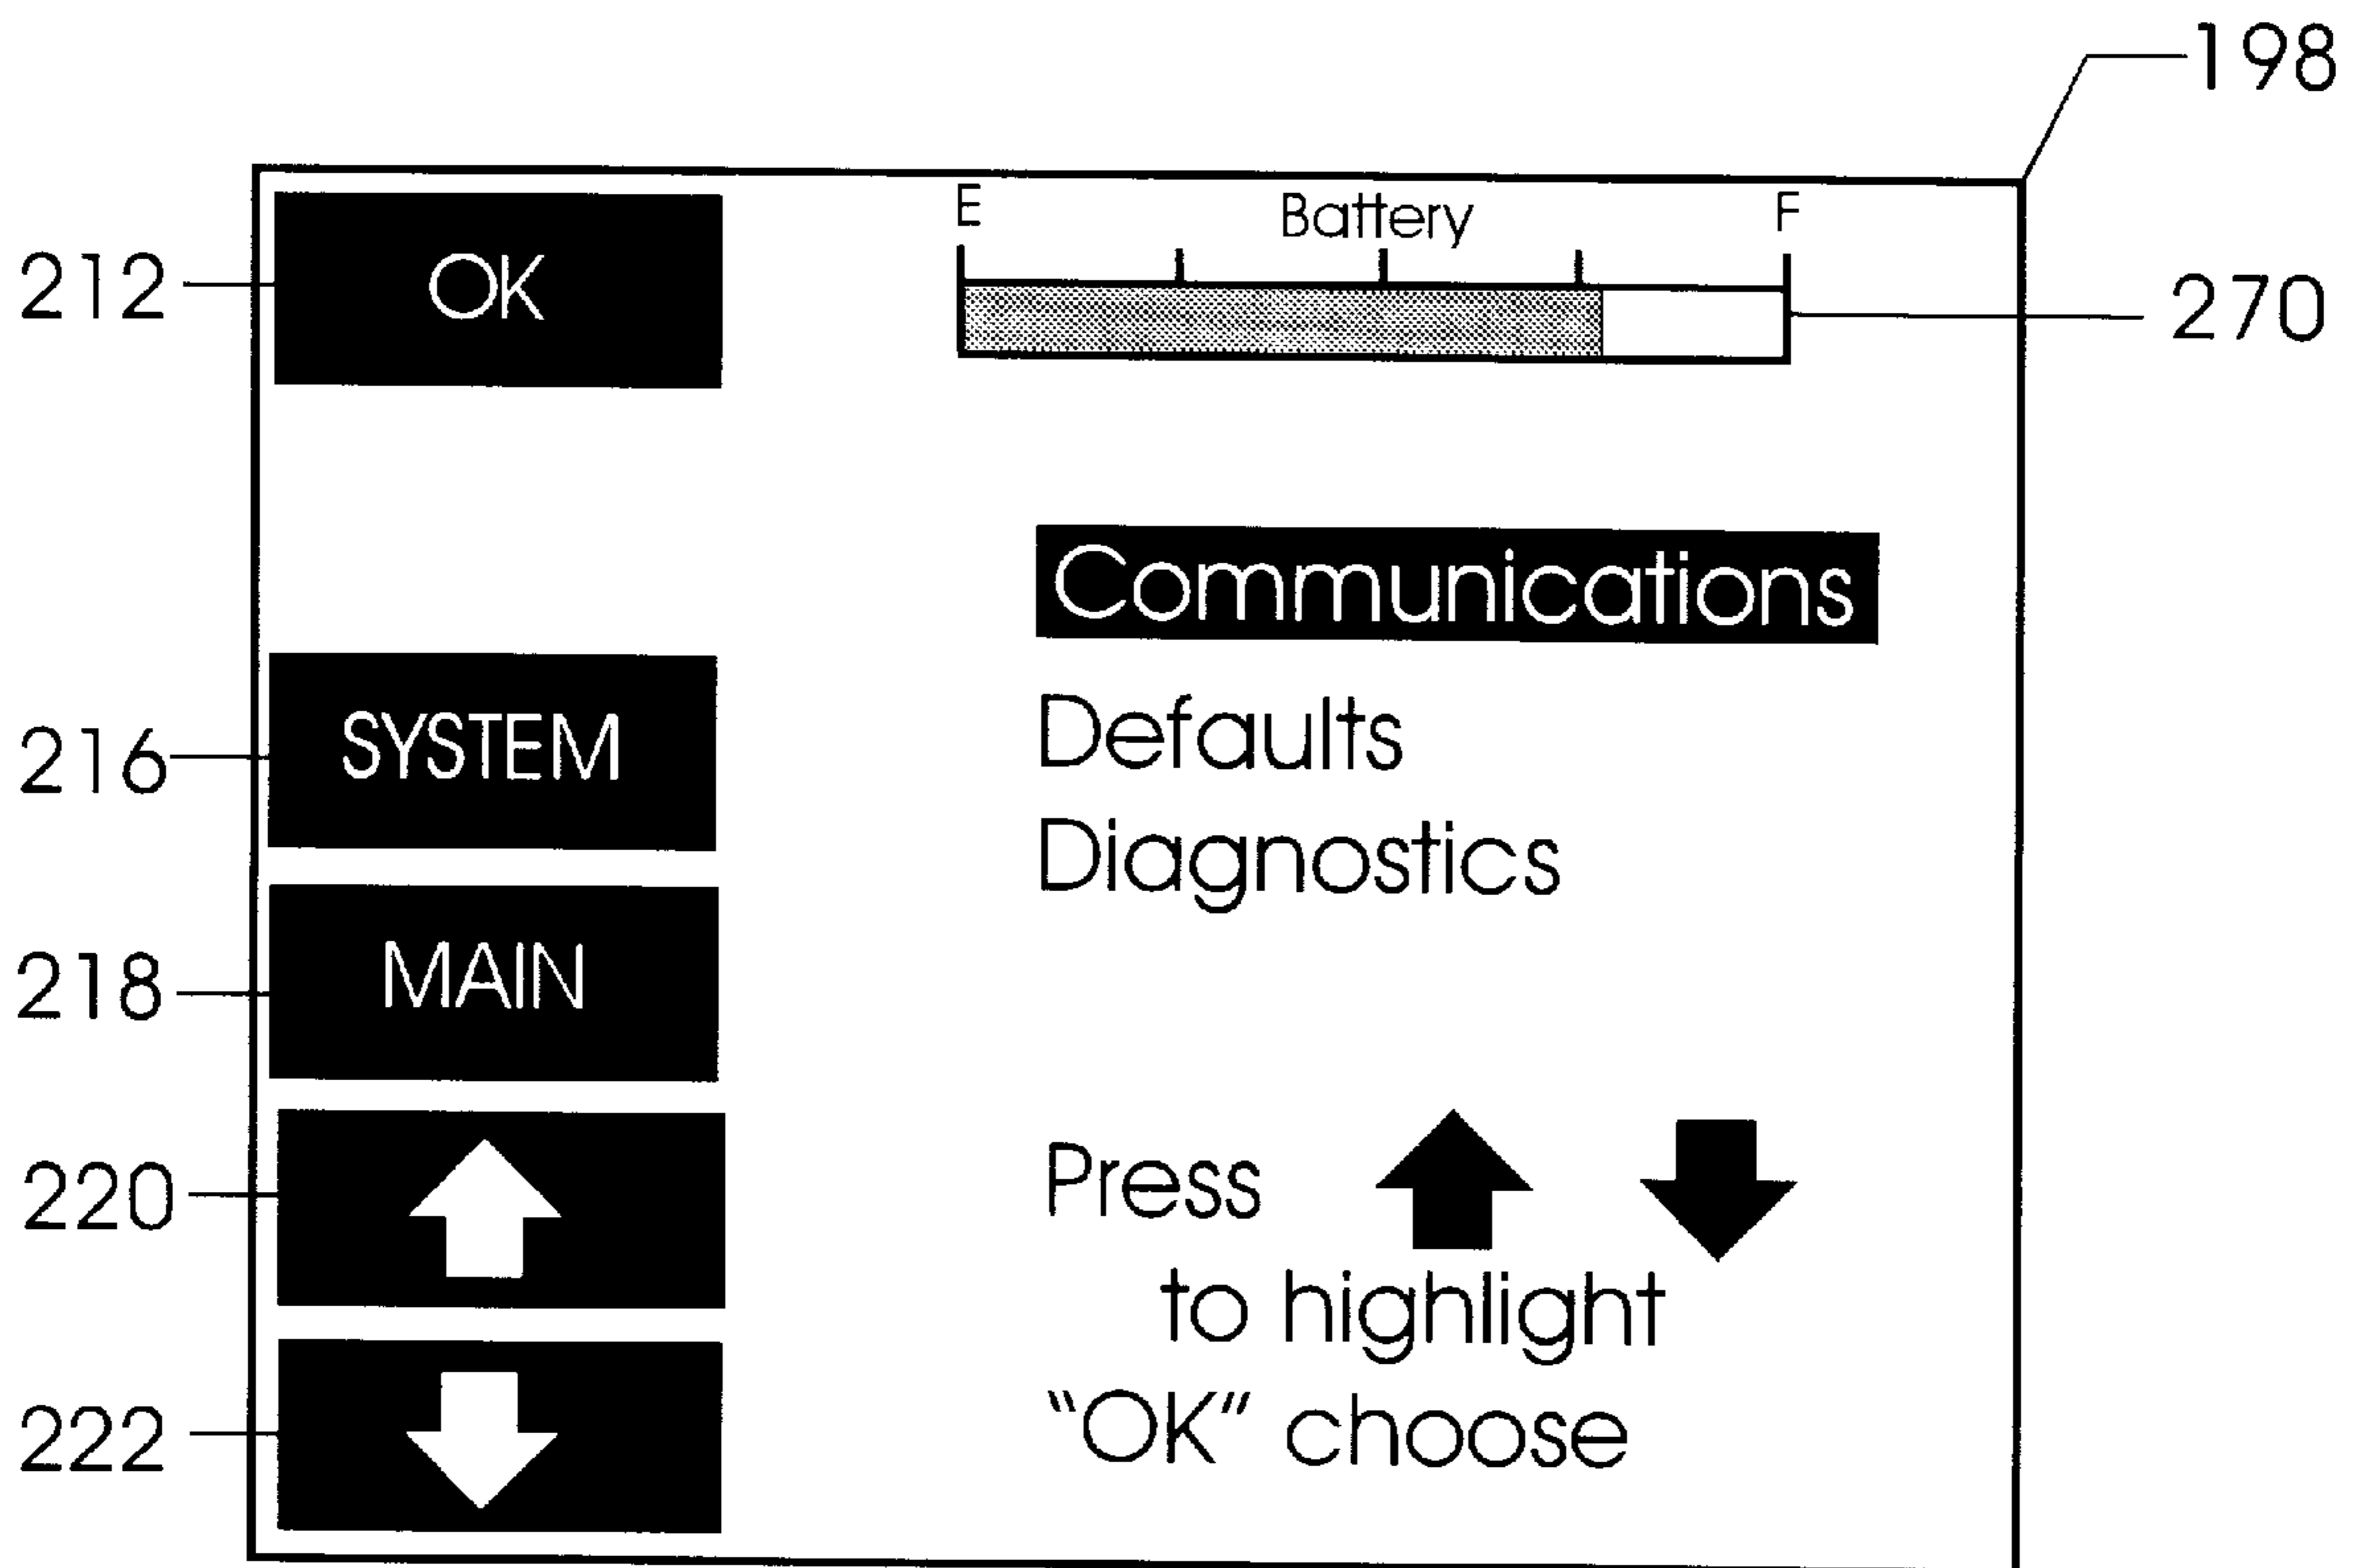 198
E Battery F
212 OK
270
Communications
216 SYSTEM
Defaults
Diagnostics
218 MAIN
220
Press
to highlight
222
"OK" choose